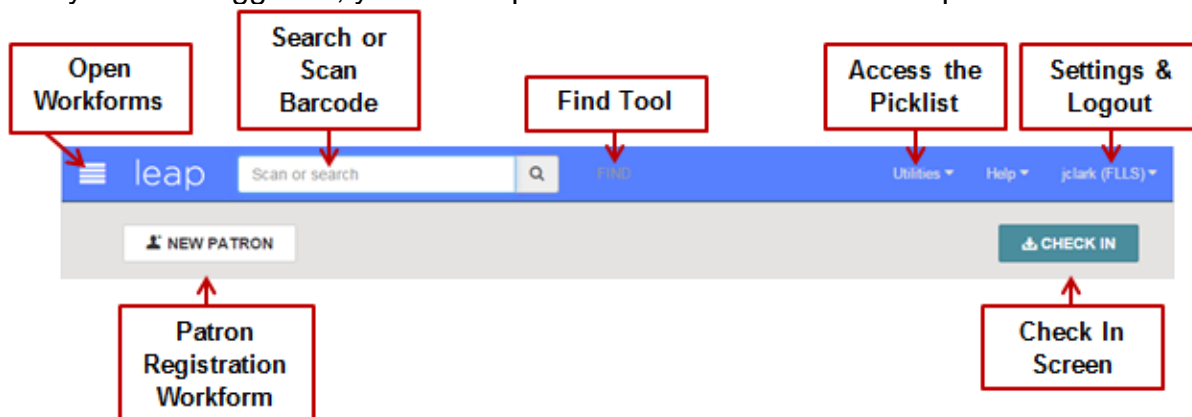 Search or
Scan
Barcode
Open
Workforms
Find Tool
Access the
Picklist
Settings &
Logout
leap
Scan or search
FIND
Utilities
Help
jclark (FLLS)
NEW PATRON
CHECK IN
Patron
Registration
Workform
Check In
Screen